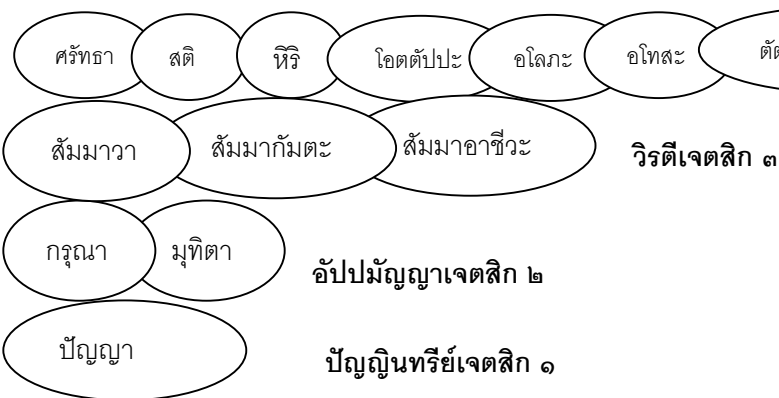 ศรัทธา สติ หิริ โอตตัปปะ อโลภะ อโทสะ
สัมมาวา สัมมากัมตะ สัมมาอาชีวะ วิรตีเจตสิก ๓
กรุณา มุทิตา อัปปมัญญาเจตสิก ๒
ปัญญา ปัญญินทรีย์เจตสิก ๑